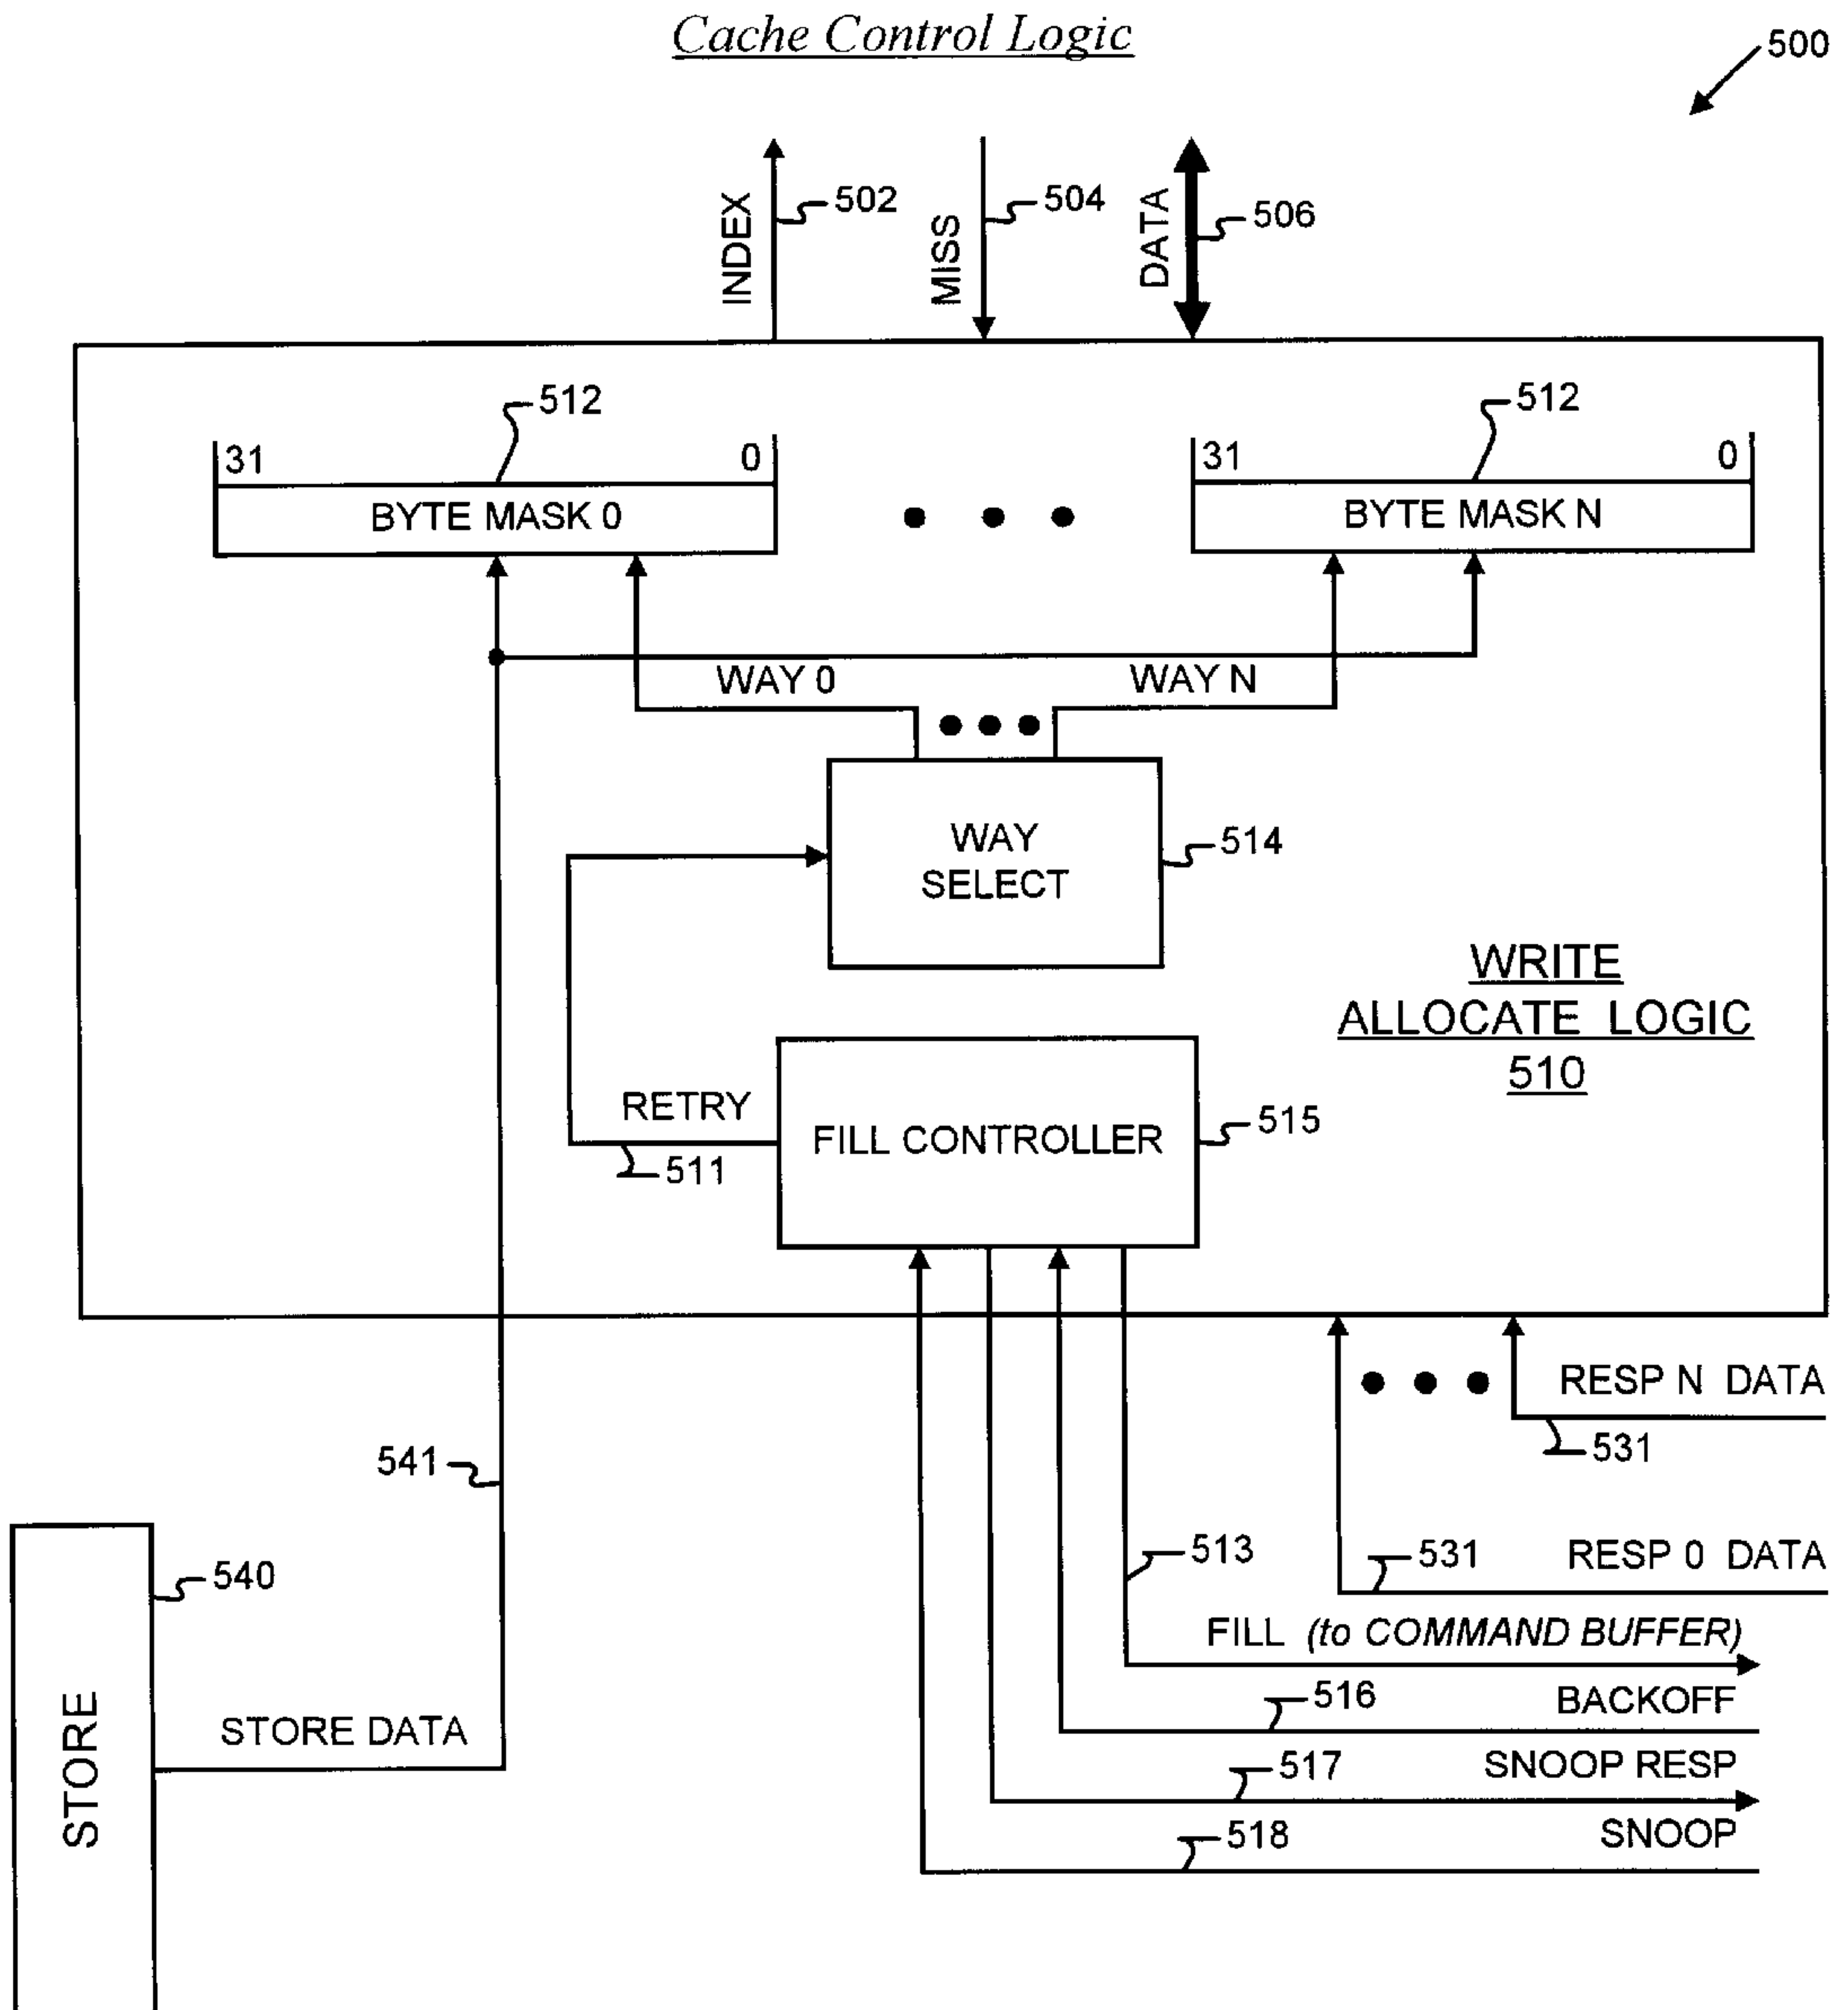 Cache Control Logic
500
INDEX
502
MISS
504
DATA
506
512
512
31 0
31 0
BYTE MASK 0
BYTE MASK N
WAY 0
WAY N
WAY
SELECT
514
WRITE
ALLOCATE LOGIC
510
RETRY
511
FILL CONTROLLER
515
RESP N DATA
531
541
513
531
RESP 0 DATA
540
FILL (to COMMAND BUFFER)
516
BACKOFF
STORE
STORE DATA
517
SNOOP RESP
518
SNOOP